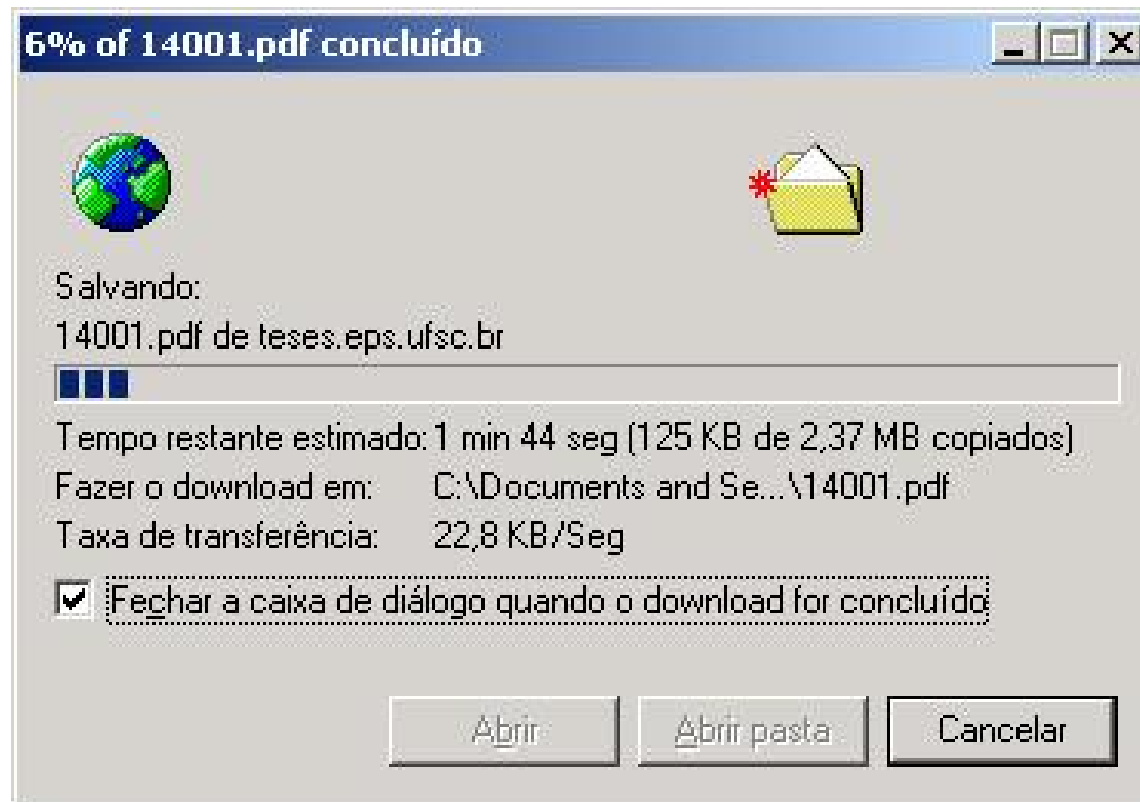 6% of 14001.pdf concluído
Salvando:
14001.pdf de teses.eps.ufsc.br
Tempo restante estimado: 1 min 44 seg (125 KB de 2,37 MB copiados)
Fazer o download em: C:\Documents and Se...\14001.pdf
Taxa de transferência: 22,8 KB/Seg
Fechar a caixa de diálogo quando o download for concluído
Abrir Abrir pasta Cancelar